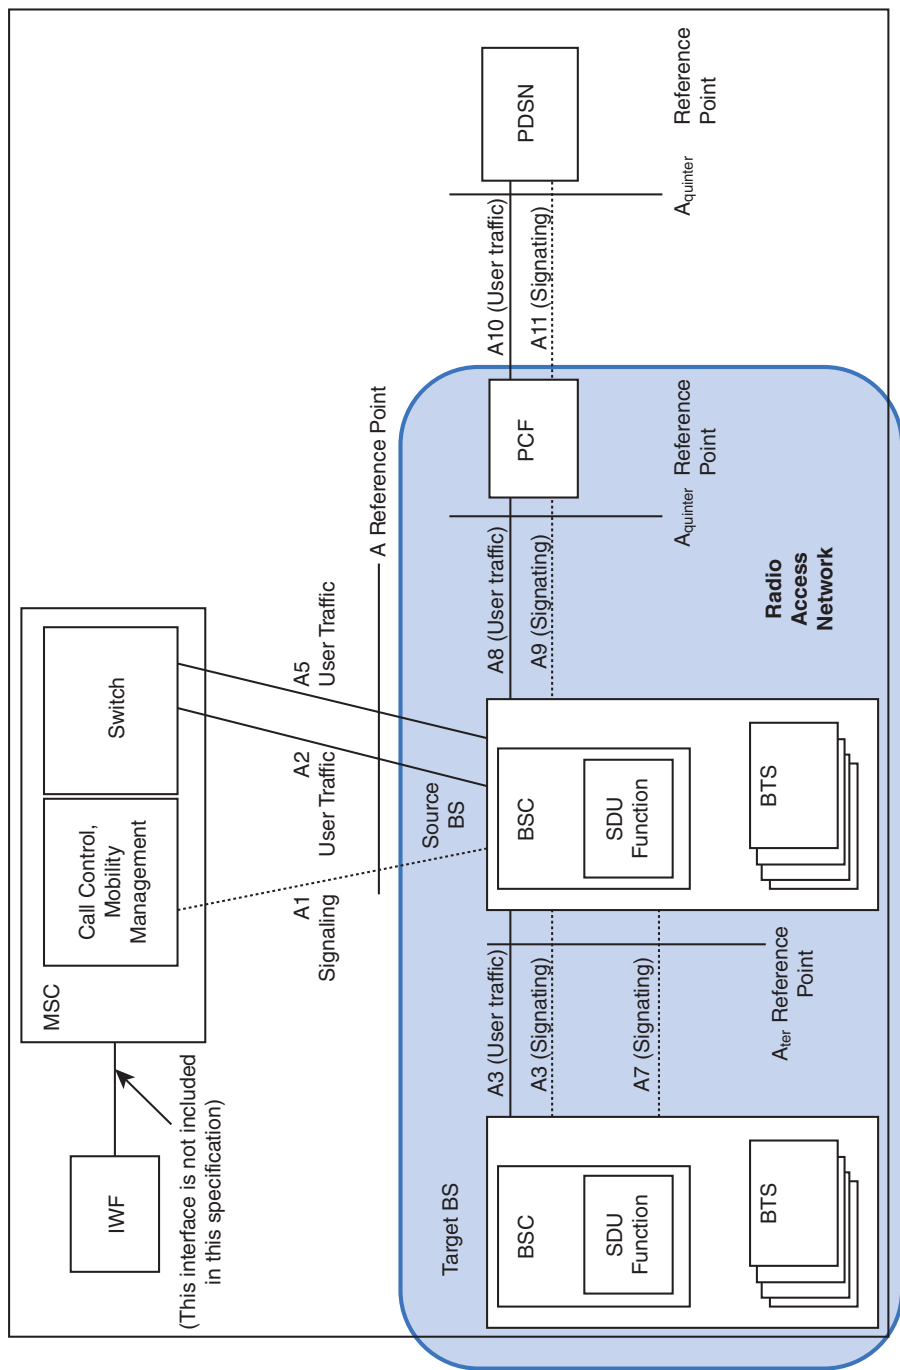 IWF
(This interface is not included
in this specification)
MSC
Call Control,
Mobility
Management
Switch
A1
Signaling
A2
User Traffic
A5
User Traffic
A Reference Point
Target BS
BSC
SDU
Function
BTS
A3 (User traffic)
A3 (Signating)
A7 (Signating)
Ater Reference
Point
Source
BS
BSC
SDU
Function
BTS
A8 (User traffic)
A9 (Signating)
Aquinter Reference
Point
Radio
Access
Network
PCF
A10 (User traffic)
A11 (Signating)
Aquinter
Reference
Point
PDSN